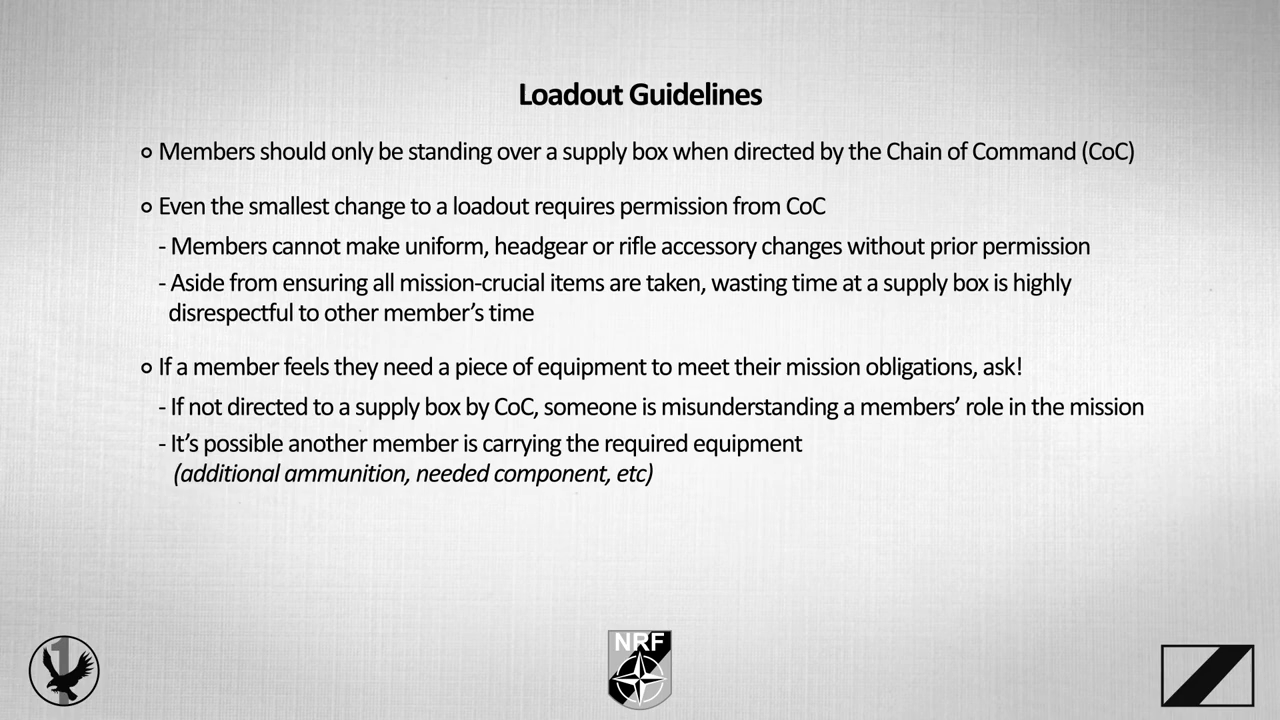 Loadout Guidelines
∘ Members should only be standing over a supply box when directed by the Chain of Command (CoC)
∘ Even the smallest change to a loadout requires permission from CoC
- Members cannot make uniform, headgear or rifle accessory changes without prior permission
- Aside from ensuring all mission-crucial items are taken, wasting time at a supply box is highly
disrespectful to other member’s time
∘ If a member feels they need a piece of equipment to meet their mission obligations, ask!
- If not directed to a supply box by CoC, someone is misunderstanding a members’ role in the mission
- It’s possible another member is carrying the required equipment
(additional ammunition, needed component, etc)
1
NRF